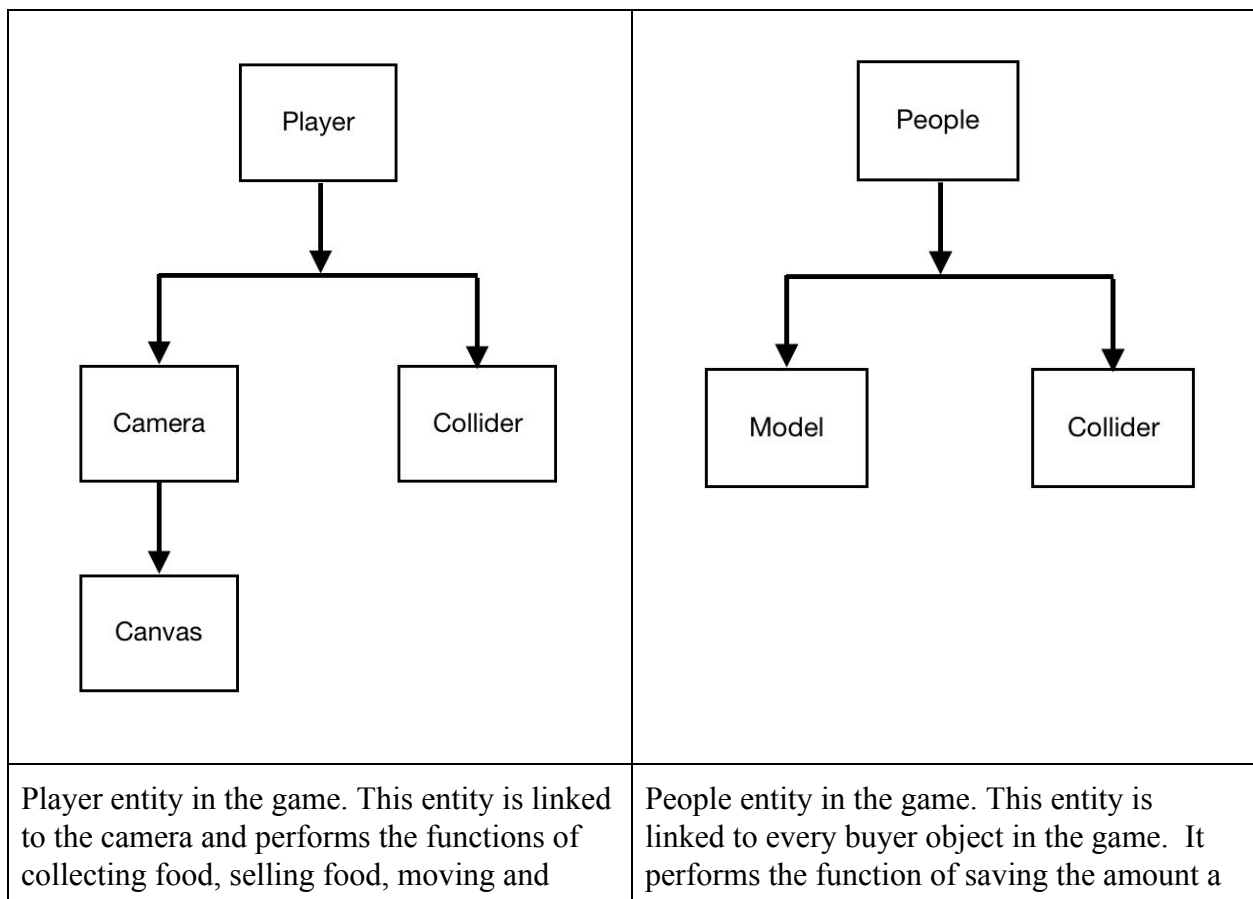 Player
Camera
Collider
Canvas
People
Model
Collider
Player entity in the game. This entity is linked
to the camera and performs the functions of
collecting food, selling food, moving and
People entity in the game. This entity is
linked to every buyer object in the game.  It
performs the function of saving the amount a